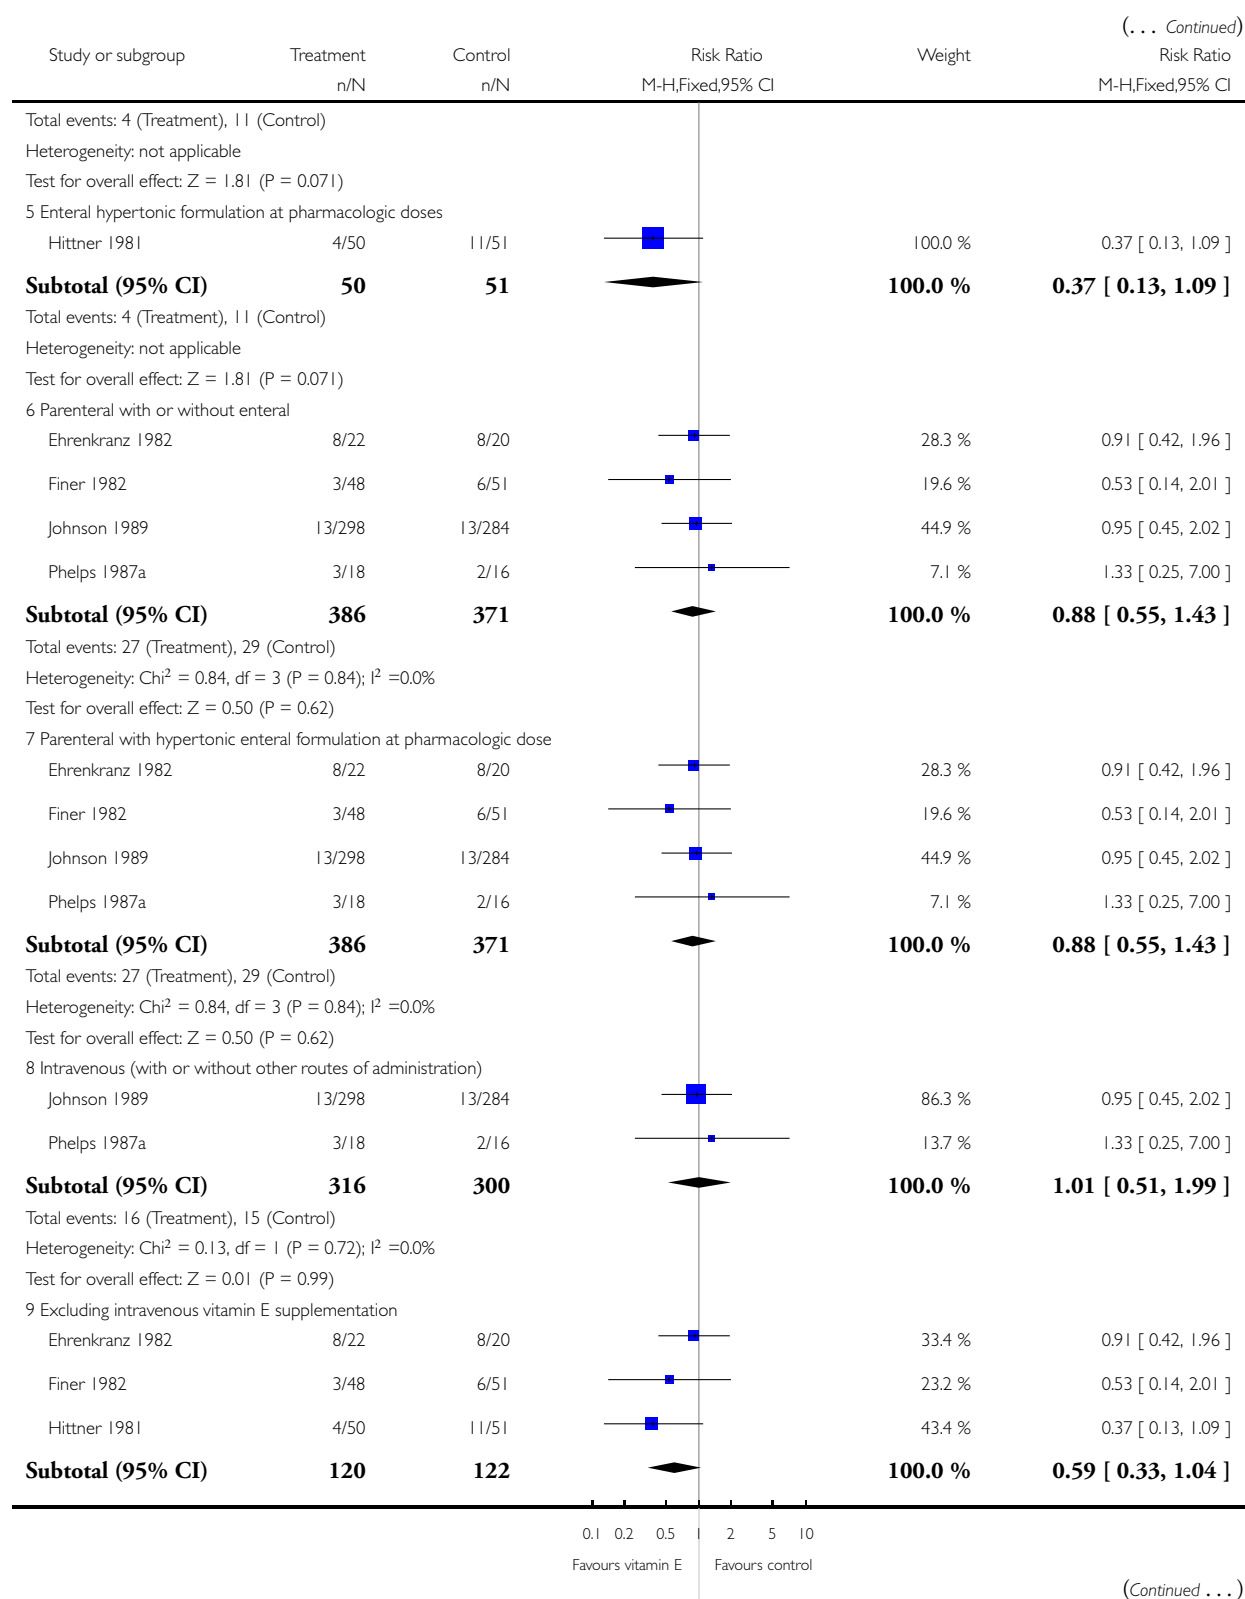 (... Continued)
Study or subgroup Treatment Control Risk Ratio Weight Risk Ratio
n/N n/N M-H,Fixed,95% CI M-H,Fixed,95% CI
Total events: 4 (Treatment), 11 (Control)
Heterogeneity: not applicable
Test for overall effect: Z = 1.81 (P = 0.071)
5 Enteral hypertonic formulation at pharmacologic doses
Hittner 1981 4/50 11/51 100.0 % 0.37 [ 0.13, 1.09 ]
Subtotal (95% CI) 50 51 100.0 % 0.37 [ 0.13, 1.09 ]
Total events: 4 (Treatment), 11 (Control)
Heterogeneity: not applicable
Test for overall effect: Z = 1.81 (P = 0.071)
6 Parenteral with or without enteral
Ehrenkranz 1982 8/22 8/20 28.3 % 0.91 [ 0.42, 1.96 ]
Finer 1982 3/48 6/51 19.6 % 0.53 [ 0.14, 2.01 ]
Johnson 1989 13/298 13/284 44.9 % 0.95 [ 0.45, 2.02 ]
Phelps 1987a 3/18 2/16 7.1 % 1.33 [ 0.25, 7.00 ]
Subtotal (95% CI) 386 371 100.0 % 0.88 [ 0.55, 1.43 ]
Total events: 27 (Treatment), 29 (Control)
Heterogeneity: Chi² = 0.84, df = 3 (P = 0.84); I² =0.0%
Test for overall effect: Z = 0.50 (P = 0.62)
7 Parenteral with hypertonic enteral formulation at pharmacologic dose
Ehrenkranz 1982 8/22 8/20 28.3 % 0.91 [ 0.42, 1.96 ]
Finer 1982 3/48 6/51 19.6 % 0.53 [ 0.14, 2.01 ]
Johnson 1989 13/298 13/284 44.9 % 0.95 [ 0.45, 2.02 ]
Phelps 1987a 3/18 2/16 7.1 % 1.33 [ 0.25, 7.00 ]
Subtotal (95% CI) 386 371 100.0 % 0.88 [ 0.55, 1.43 ]
Total events: 27 (Treatment), 29 (Control)
Heterogeneity: Chi² = 0.84, df = 3 (P = 0.84); I² =0.0%
Test for overall effect: Z = 0.50 (P = 0.62)
8 Intravenous (with or without other routes of administration)
Johnson 1989 13/298 13/284 86.3 % 0.95 [ 0.45, 2.02 ]
Phelps 1987a 3/18 2/16 13.7 % 1.33 [ 0.25, 7.00 ]
Subtotal (95% CI) 316 300 100.0 % 1.01 [ 0.51, 1.99 ]
Total events: 16 (Treatment), 15 (Control)
Heterogeneity: Chi² = 0.13, df = 1 (P = 0.72); I² =0.0%
Test for overall effect: Z = 0.01 (P = 0.99)
9 Excluding intravenous vitamin E supplementation
Ehrenkranz 1982 8/22 8/20 33.4 % 0.91 [ 0.42, 1.96 ]
Finer 1982 3/48 6/51 23.2 % 0.53 [ 0.14, 2.01 ]
Hittner 1981 4/50 11/51 43.4 % 0.37 [ 0.13, 1.09 ]
Subtotal (95% CI) 120 122 100.0 % 0.59 [ 0.33, 1.04 ]
0.1 0.2 0.5 1 2 5 10
Favours vitamin E Favours control
(Continued ...)